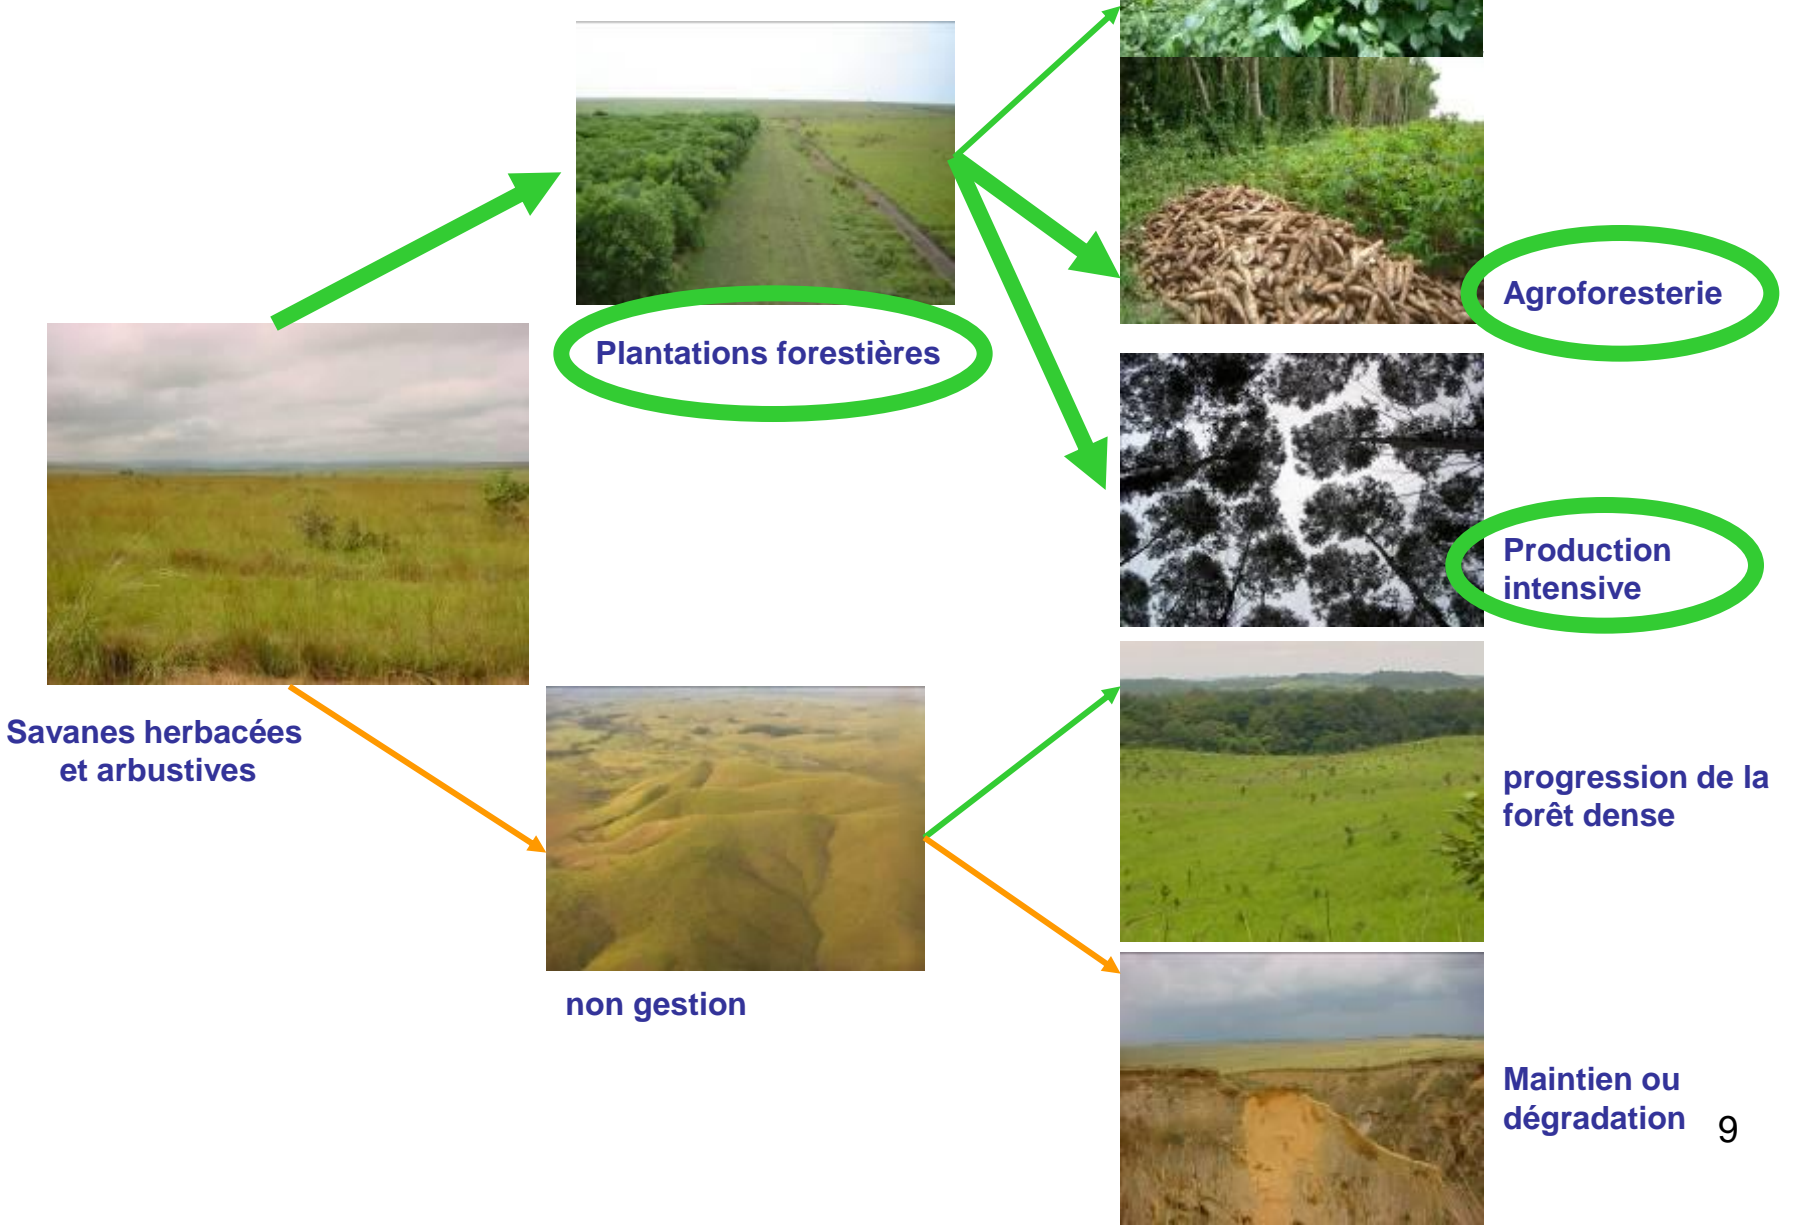 Plantations forestières
Agroforesterie
Production
intensive
Savanes herbacées
et arbustives
non gestion
progression de la
forêt dense
Maintien ou
dégradation
9